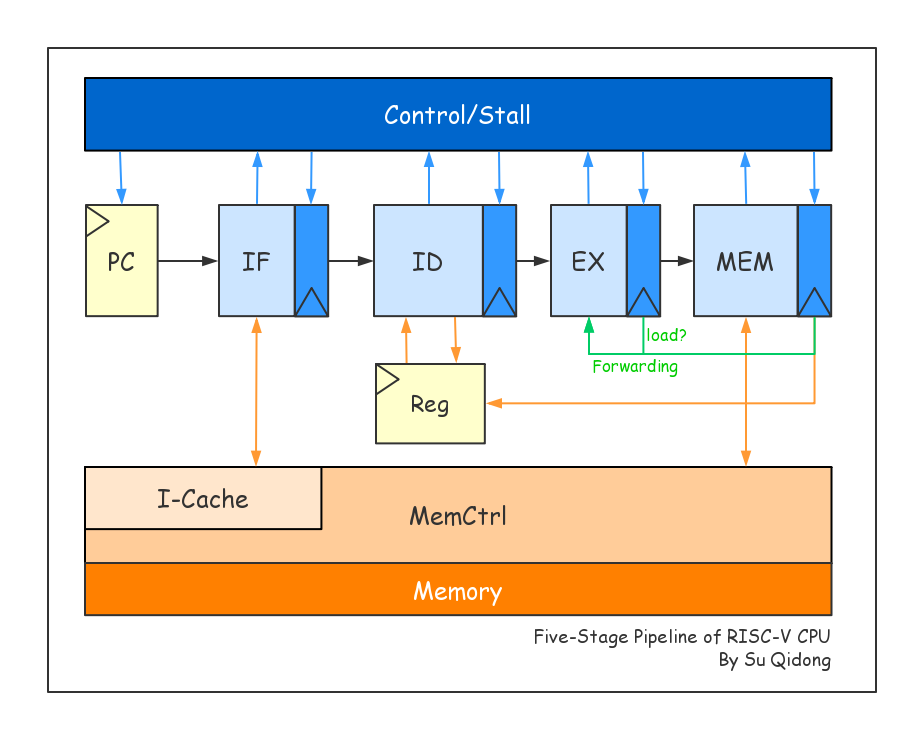 Control/Stall
PC
IF
ID
EX
MEM
load?
Forwarding
Reg
I-Cache
MemCtrl
Memory
Five-Stage Pipeline of RISC-V CPU
By Su Qidong